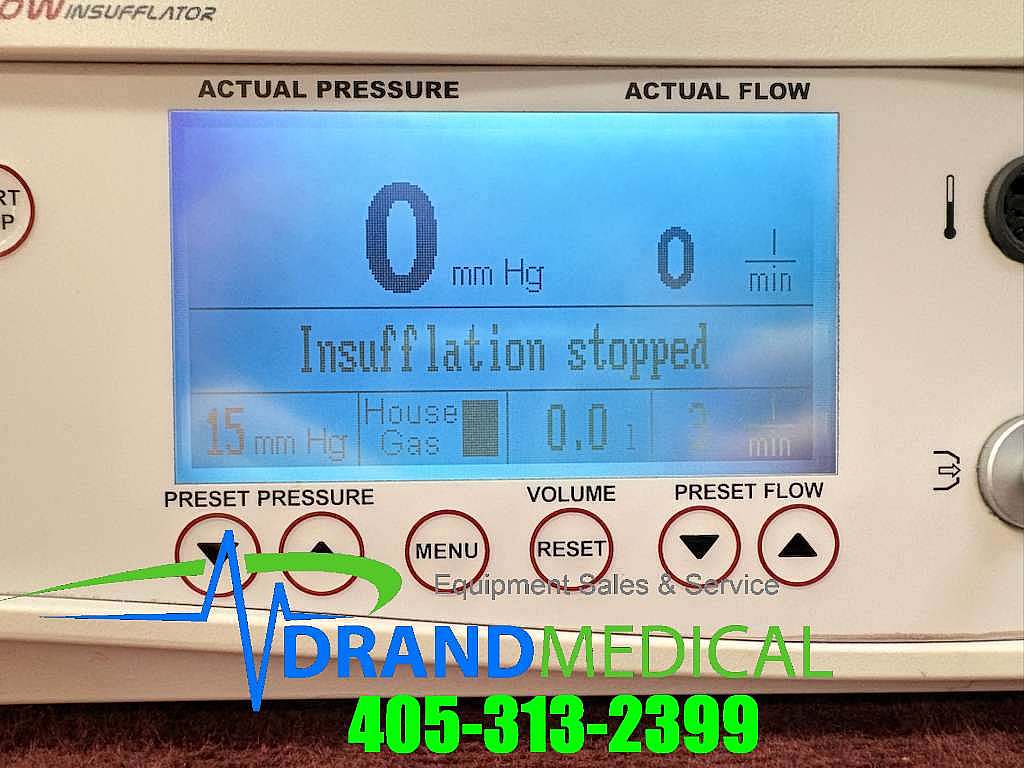 OW INSUFFLATOR
ACTUAL PRESSURE ACTUAL FLOW
RT
P
0 mm Hg 0 l/min
Insufflation stopped
15 mm Hg House Gas 0.0 l l/min
PRESET PRESSURE VOLUME PRESET FLOW
MENU RESET
Equipment Sales & Service
DRANDMEDICAL
405-313-2399